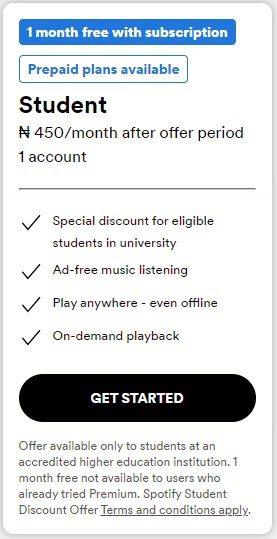 1 month free with subscription
Prepaid plans available
Student
₦ 450/month after offer period
1 account
Special discount for eligible
students in university
Ad-free music listening
Play anywhere - even offline
On-demand playback
GET STARTED
Offer available only to students at an
accredited higher education institution. 1
month free not available to users who
already tried Premium. Spotify Student
Discount Offer Terms and conditions apply.